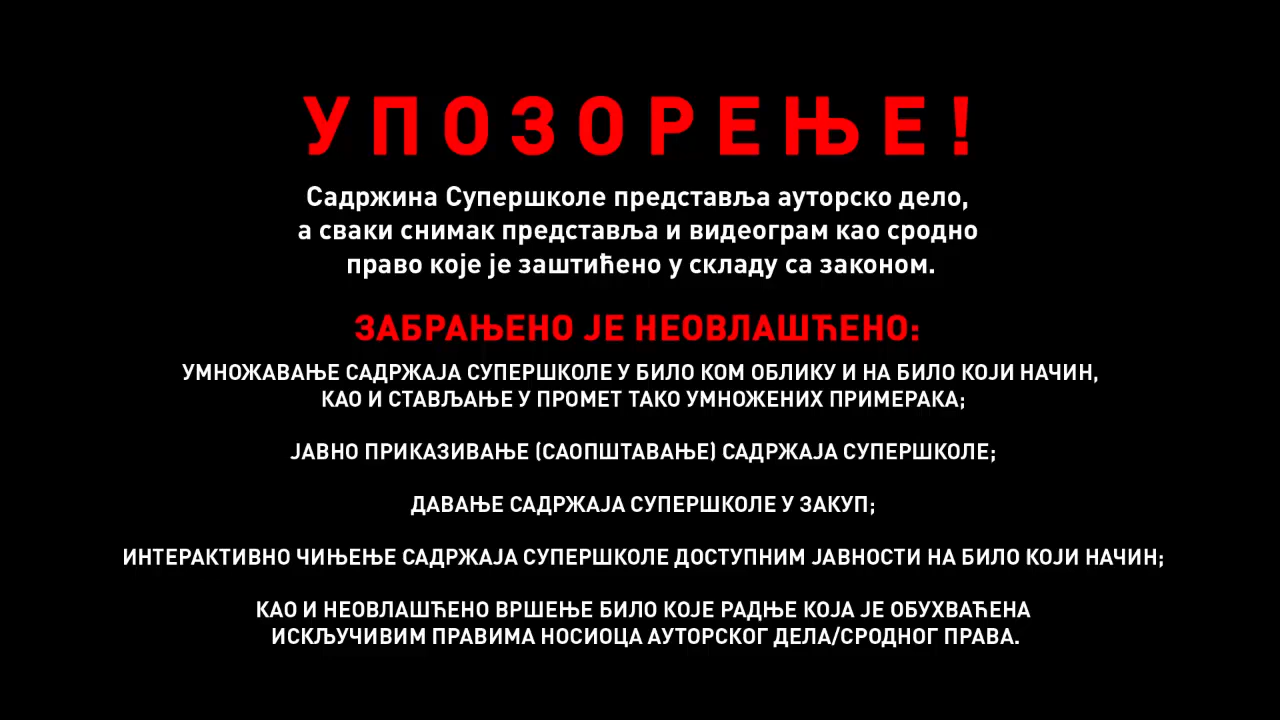 УПОЗОРЕЊЕ!
Садржина Супершколе представља ауторско дело,
а сваки снимак представља и видеограм као сродно
право које је заштићено у складу са законом.
ЗАБРАЊЕНО ЈЕ НЕОВЛАШЋЕНО:
УМНОЖАВАЊЕ САДРЖАЈА СУПЕРШКОЛЕ У БИЛО КОМ ОБЛИКУ И НА БИЛО КОЈИ НАЧИН,
КАО И СТАВЉАЊЕ У ПРОМЕТ ТАКО УМНОЖЕНИХ ПРИМЕРАКА;
ЈАВНО ПРИКАЗИВАЊЕ (САОПШТАВАЊЕ) САДРЖАЈА СУПЕРШКОЛЕ;
ДАВАЊЕ САДРЖАЈА СУПЕРШКОЛЕ У ЗАКУП;
ИНТЕРАКТИВНО ЧИЊЕЊЕ САДРЖАЈА СУПЕРШКОЛЕ ДОСТУПНИМ ЈАВНОСТИ НА БИЛО КОЈИ НАЧИН;
КАО И НЕОВЛАШЋЕНО ВРШЕЊЕ БИЛО КОЈЕ РАДЊЕ КОЈА ЈЕ ОБУХВАЋЕНА
ИСКЉУЧИВИМ ПРАВИМА НОСИОЦА АУТОРСКОГ ДЕЛА/СРОДНОГ ПРАВА.